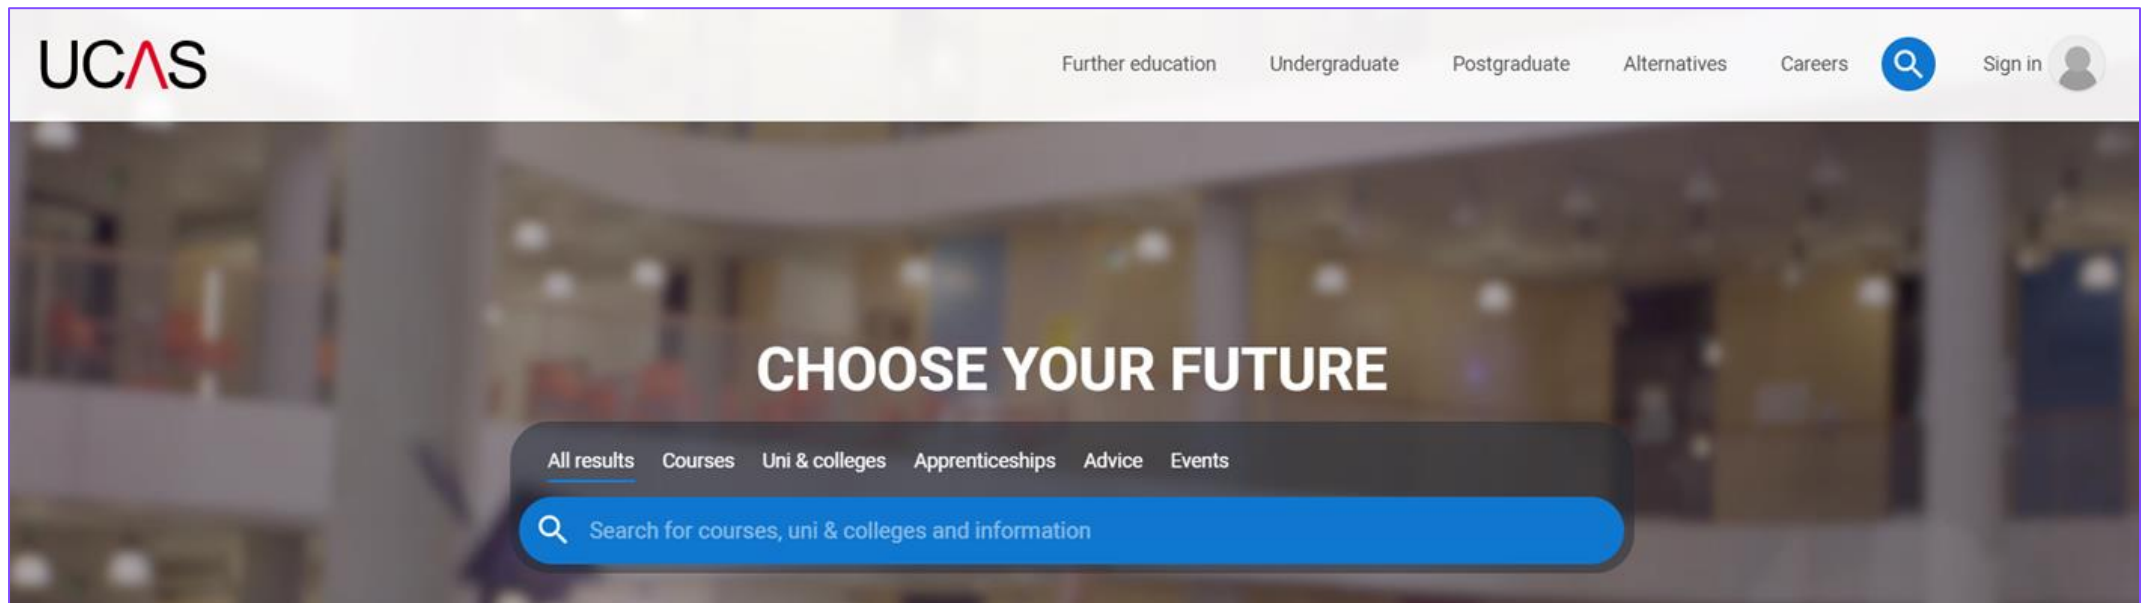 UCAS
Further education Undergraduate Postgraduate Alternatives Careers Sign in
CHOOSE YOUR FUTURE
All results Courses Uni & colleges Apprenticeships Advice Events
Search for courses, uni & colleges and information